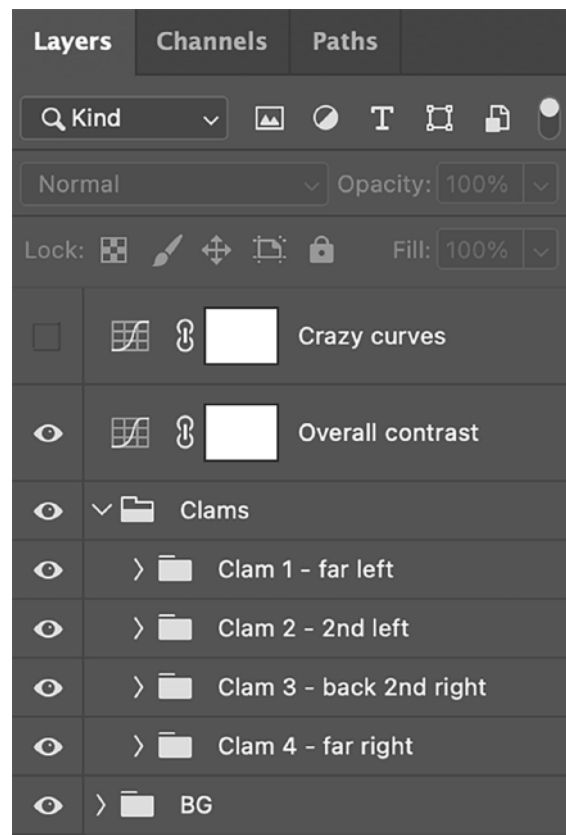 Layers Channels Paths
Kind
Normal Opacity: 100%
Lock: Fill: 100%
Crazy curves
Overall contrast
Clams
Clam 1 - far left
Clam 2 - 2nd left
Clam 3 - back 2nd right
Clam 4 - far right
BG